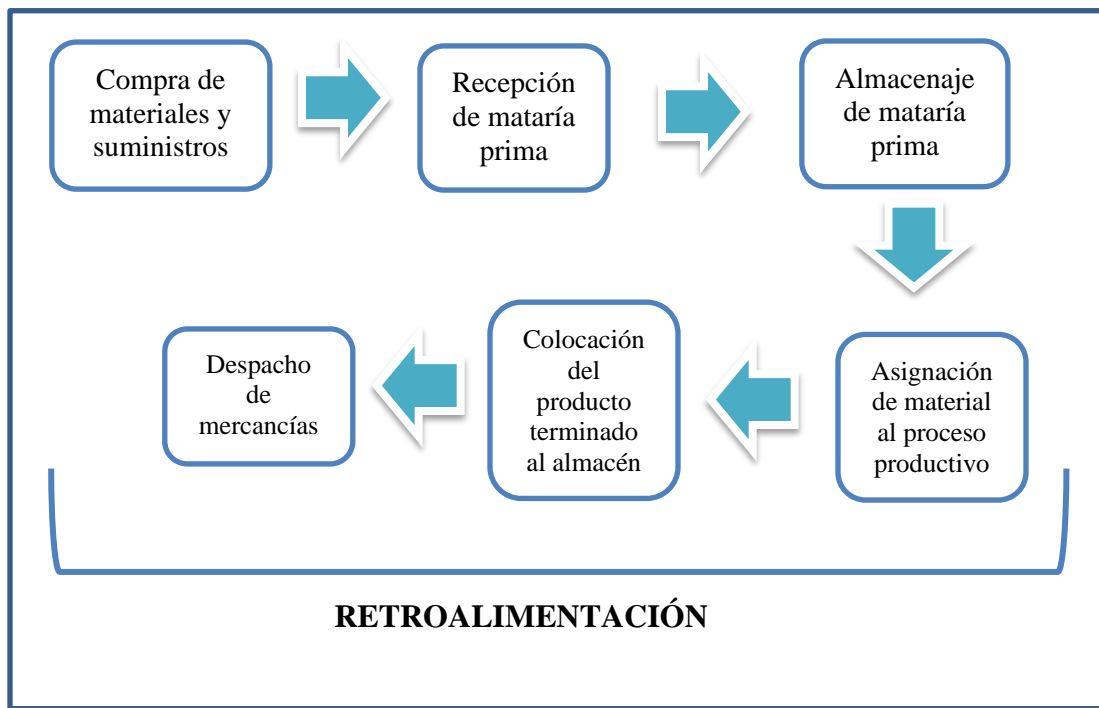 Compra de
materiales y
suministros
Recepción
de mataría
prima
Almacenaje
de mataría
prima
Asignación
de material
al proceso
productivo
Colocación
del
producto
terminado
al almacén
Despacho
de
mercancías
RETROALIMENTACIÓN